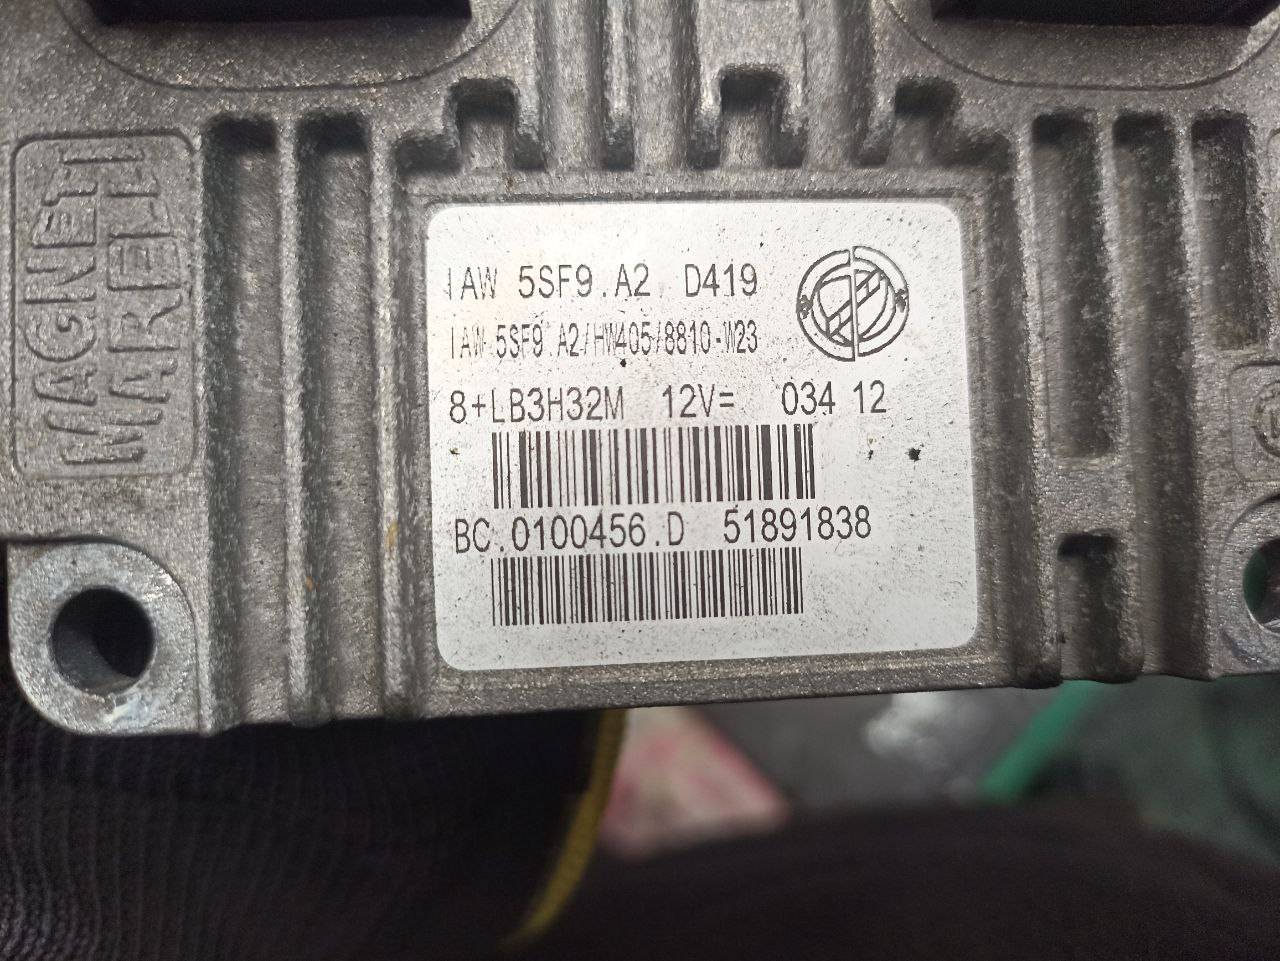 MAGNETI
MARELLI
IAW 5SF9.A2 D419
IAW 5SF9.A2/HW405/8810-W23
8+LB3H32M 12V= 034 12
BC.0100456.D 51891838